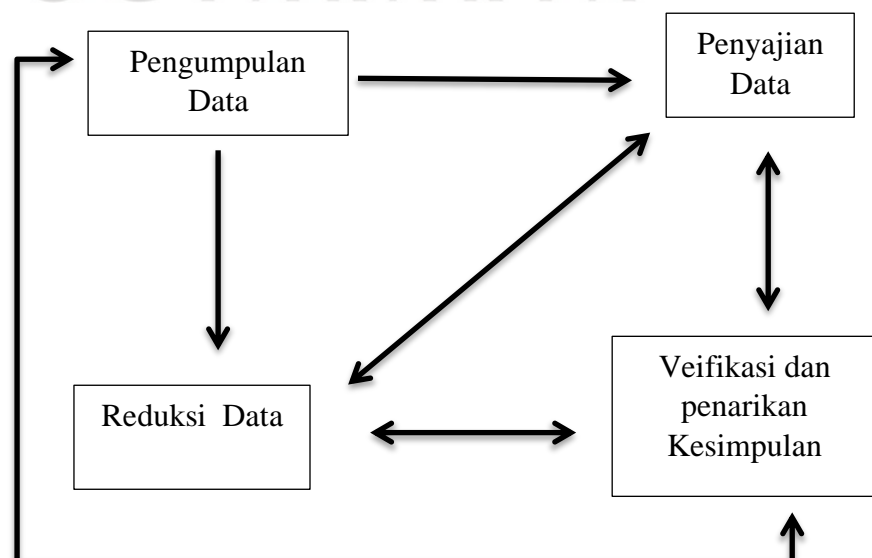 Pengumpulan
Data
Penyajian
Data
Reduksi Data
Veifikasi dan
penarikan
Kesimpulan